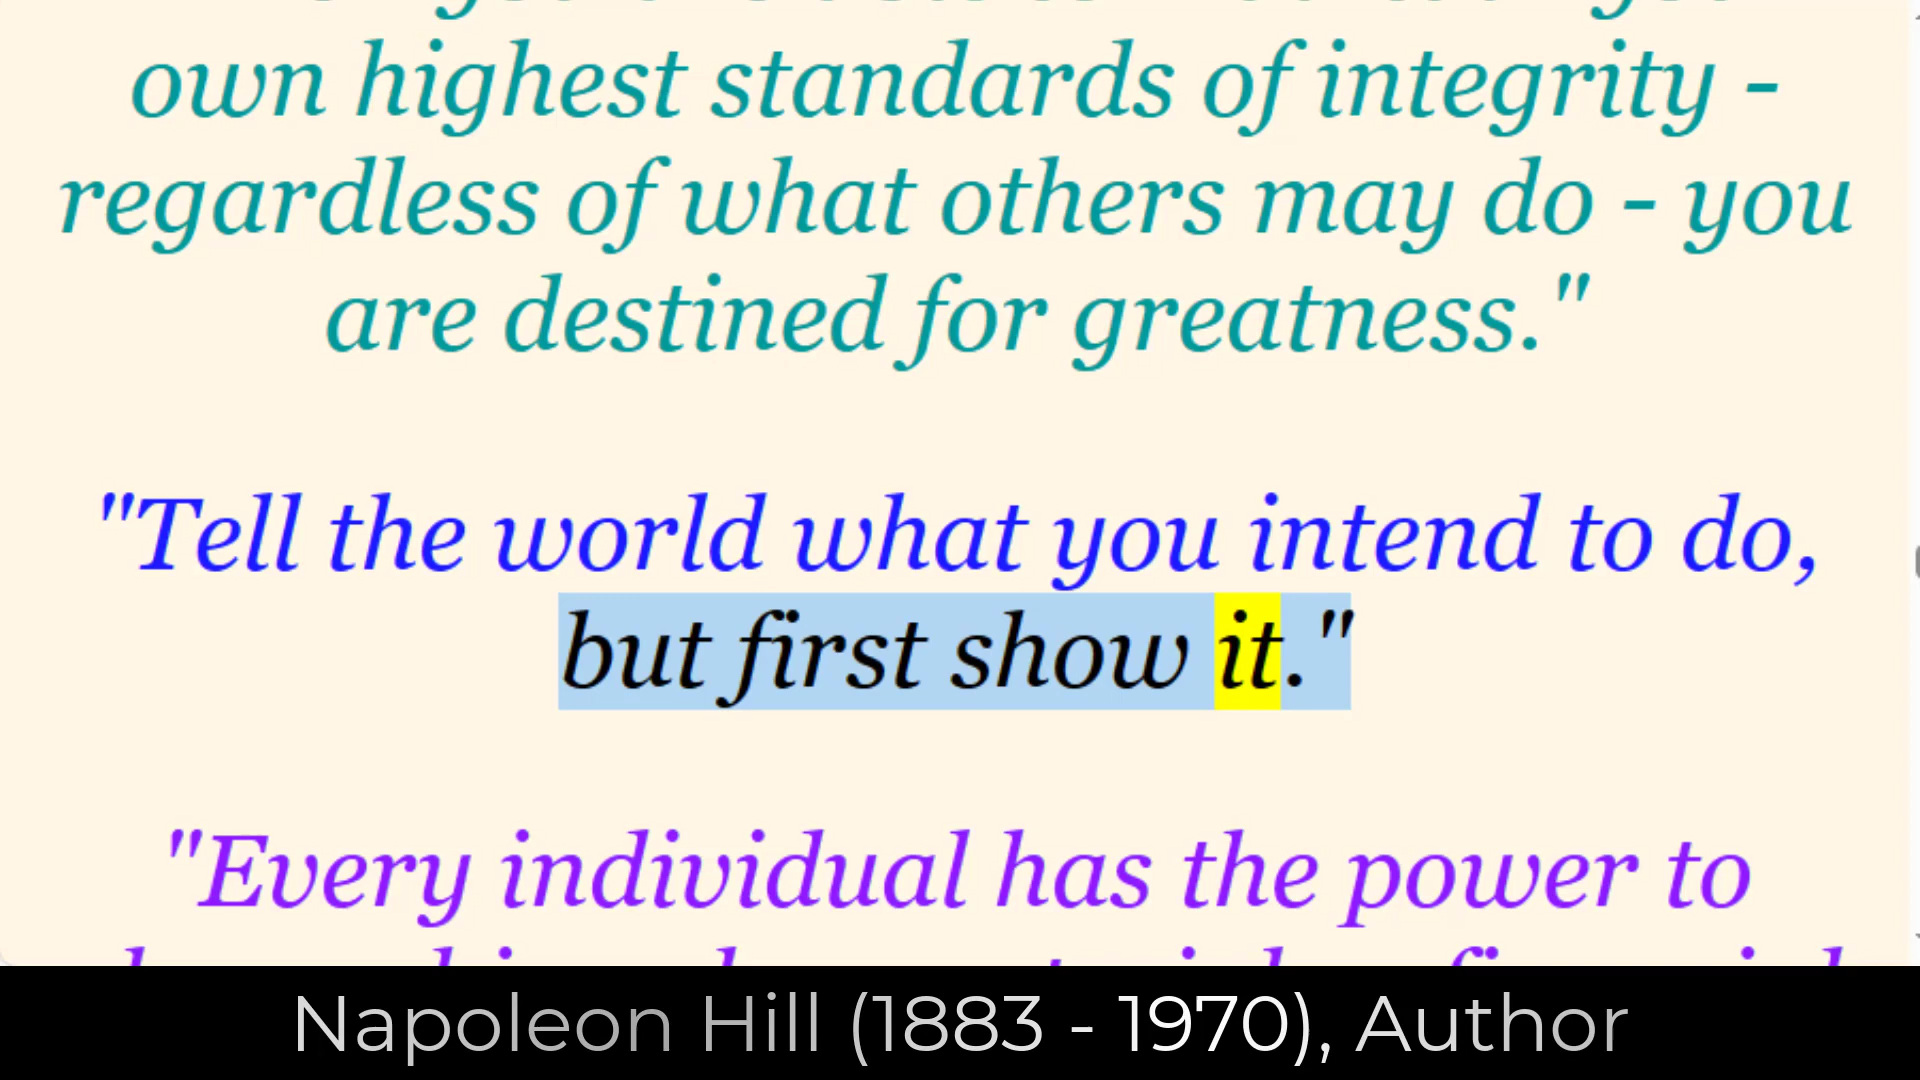 own highest standards of integrity -
regardless of what others may do - you
are destined for greatness."
"Tell the world what you intend to do,
but first show it."
"Every individual has the power to
Napoleon Hill (1883 - 1970), Author